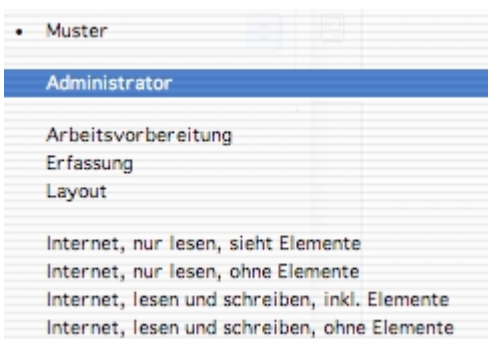 • Muster
Administrator
Arbeitsvorbereitung
Erfassung
Layout
Internet, nur lesen, sieht Elemente
Internet, nur lesen, ohne Elemente
Internet, lesen und schreiben, inkl. Elemente
Internet, lesen und schreiben, ohne Elemente